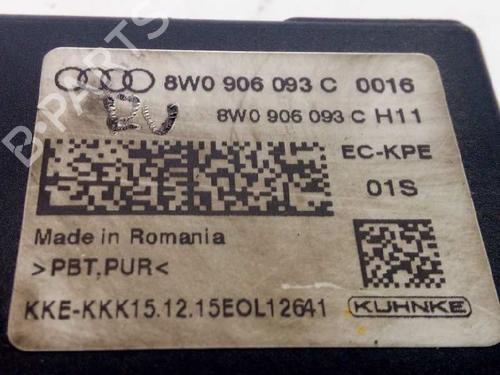 8W0 906 093 C 0016
8W0 906 093 C H11
EC-KPE
01S
Made in Romania
>PBT,PUR<
KKE-KKK15.12.15EOL12641
KUHNKE
B-PARTS